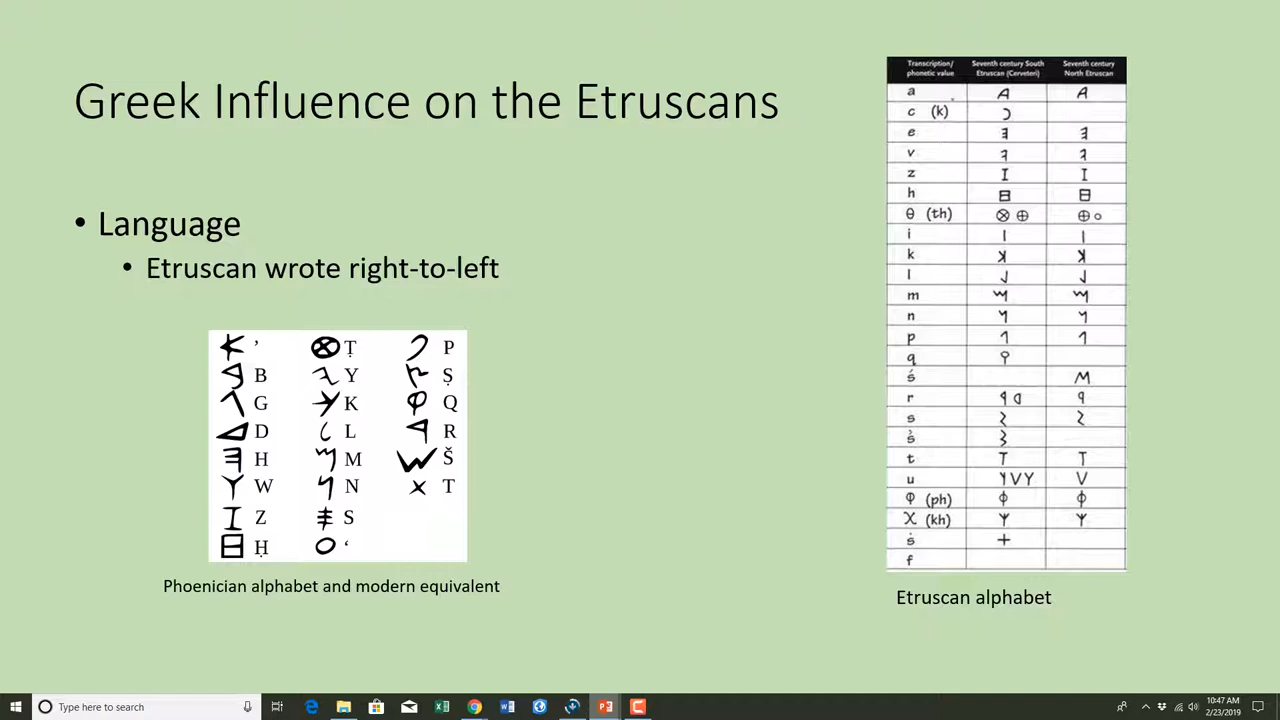 Greek Influence on the Etruscans
• Language
• Etruscan wrote right-to-left
’ Ṭ P
B Y Ṣ
G K Q
D L R
H M Š
W N T
Z S
Ḥ ‘
Phoenician alphabet and modern equivalent
Transcription/ phonetic value Seventh century South Etruscan (Cerveteri) Seventh century North Etruscan
a
c (k)
e
v
z
h
θ (th)
i
k
l
m
n
p
q
ś
r
s
š
t
u
φ (ph)
χ (kh)
ṡ
f
Etruscan alphabet
Type here to search
10:47 AM
2/23/2019